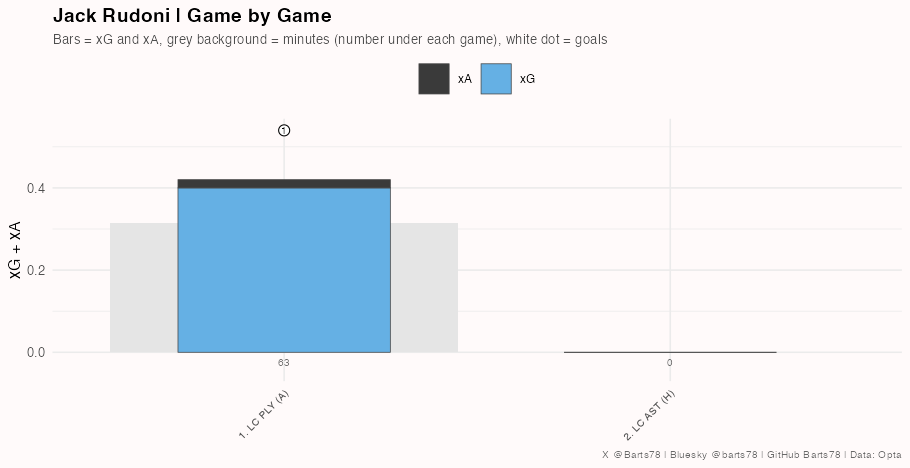 Jack Rudoni | Game by Game
Bars = xG and xA, grey background = minutes (number under each game), white dot = goals
xA xG
1
xG + xA
0.4
0.2
0.0
63 0
1. LC PLY (A) 2. LC AST (H)
X @Barts78 | Bluesky @barts78 | GitHub Barts78 | Data: Opta